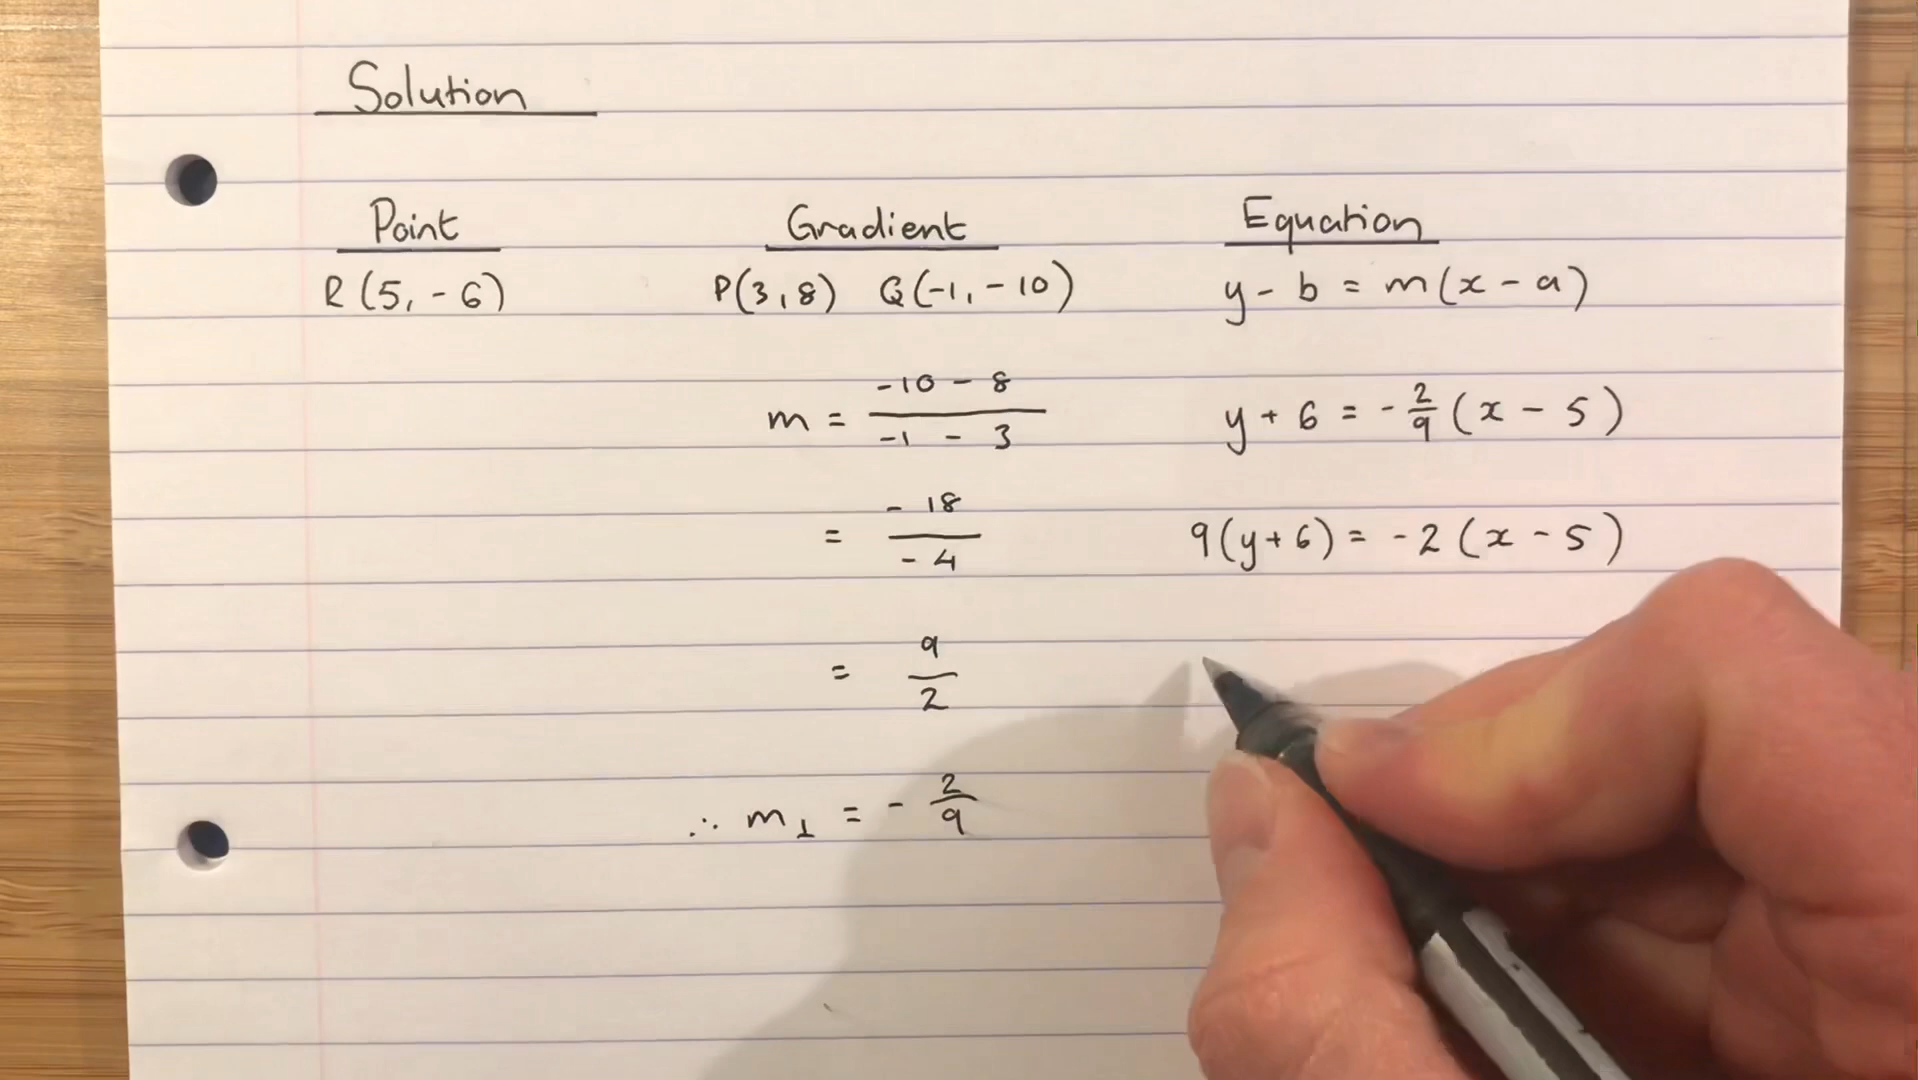 Solution
Point
R(5, -6)
Gradient
P(3, 8) Q(-1, -10)
m = -10 - 8 / -1 - 3
= -18 / -4
= 9 / 2
∴ m⊥ = - 2/9
Equation
y - b = m(x - a)
y + 6 = - 2/9 (x - 5)
9(y + 6) = -2(x - 5)